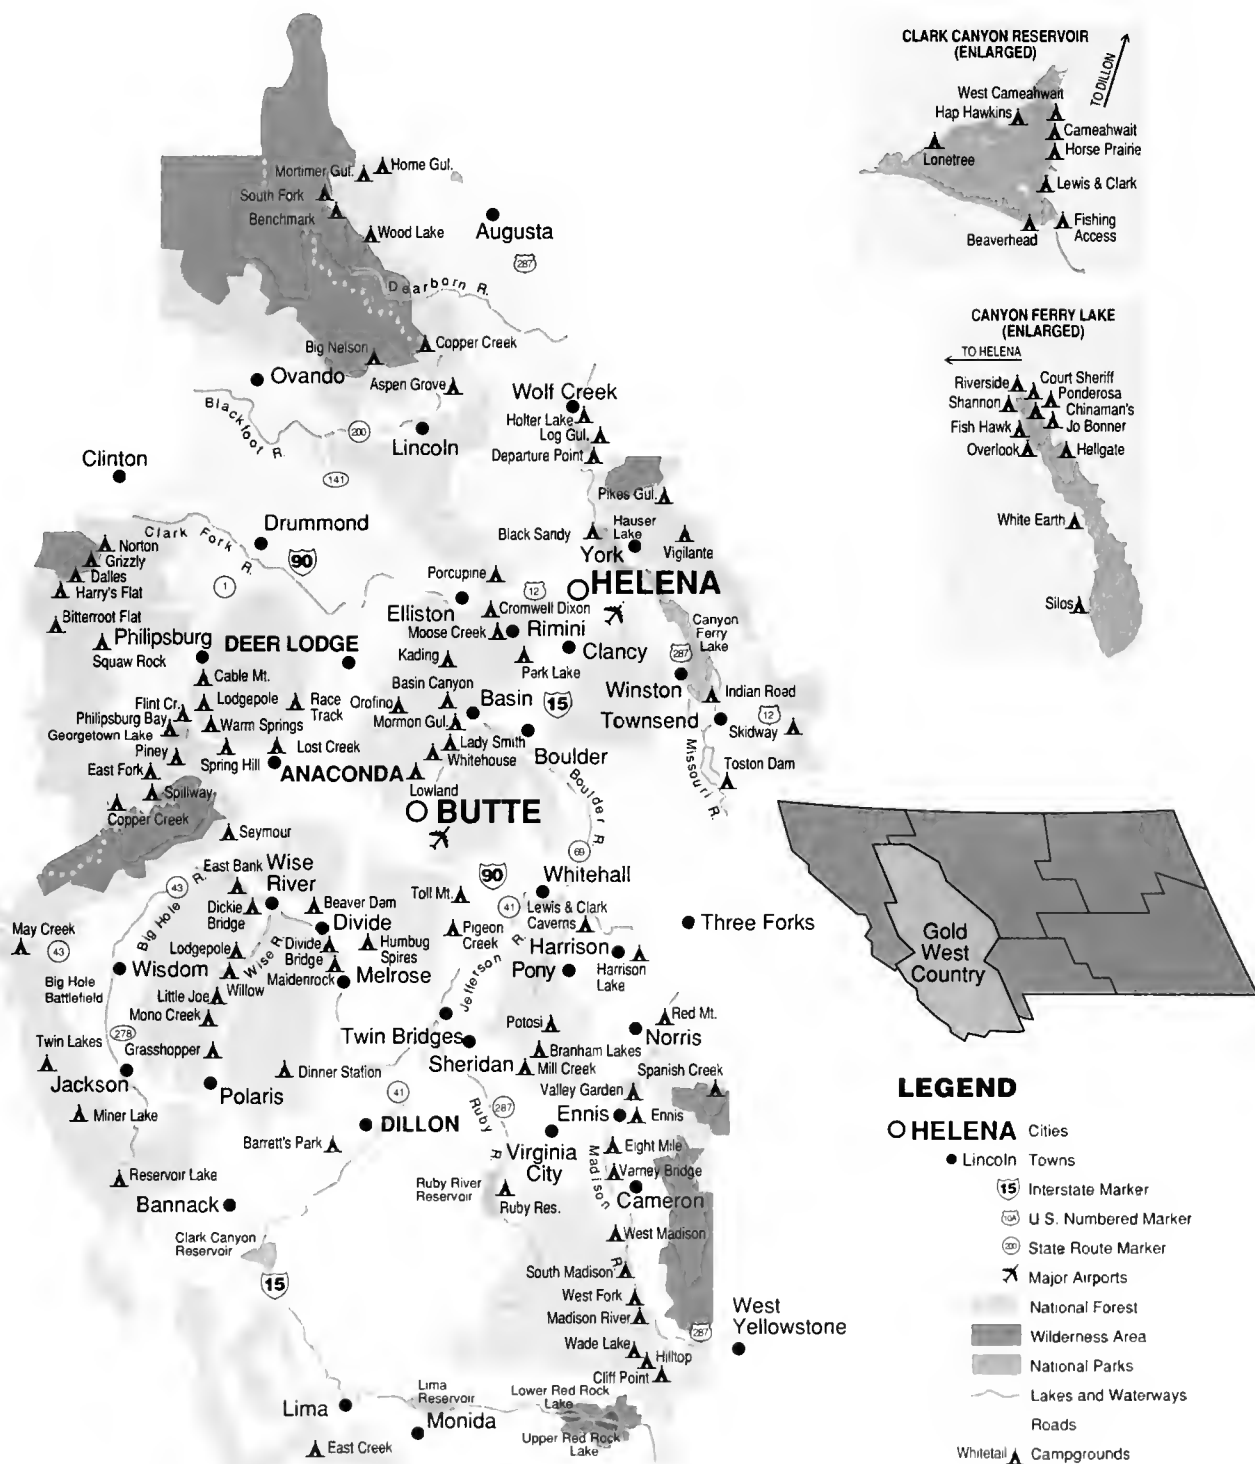 CLARK CANYON RESERVOIR
(ENLARGED)
TO DILLON
West Cameahwait
Hap Hawkins
Cameahwait
Horse Prairie
Lonetree
Lewis & Clark
Fishing
Access
Beaverhead
CANYON FERRY LAKE
(ENLARGED)
TO HELENA
Riverside
Court Sheriff
Ponderosa
Shannon
Chinaman's
Fish Hawk
Jo Bonner
Overlook
Hellgate
White Earth
Silos
Mortimer Gul.
Home Gul.
South Fork
Benchmark
Wood Lake
Augusta
287
Dearborn R.
Big Nelson
Copper Creek
Ovando
Aspen Grove
Wolf Creek
Blackfoot R.
200
Lincoln
Holter Lake
Log Gul.
Departure Point
Clinton
141
Pikes Gul.
Drummond
Clark Fork R.
90
Black Sandy
Hauser
Lake
York
Vigilante
Norton
Grizzly
Dalles
Harry's Flat
Bitterroot Flat
1
Porcupine
12
HELENA
Elliston
Cromwell Dixon
Moose Creek
Rimini
Canyon
Ferry
Lake
Philipsburg
Squaw Rock
DEER LODGE
Kading
Park Lake
Clancy
287
Winston
Cable Mt.
Basin Canyon
Indian Road
Flint Cr.
Lodgepole
Race
Track
Orofino
Basin
15
Townsend
12
Philipsburg Bay
Georgetown Lake
Warm Springs
Mormon Gul.
Skidway
Piney
Spring Hill
Lost Creek
Lady Smith
Whitehouse
Boulder
East Fork
ANACONDA
Lowland
Missouri R.
Toston Dam
Spillway
Copper Creek
BUTTE
Boulder R.
Seymour
69
East Bank
Wise
River
90
Whitehall
43
Big Hole R.
Dickie
Bridge
Beaver Dam
Toll Mt.
41
Lewis & Clark
Caverns
Three Forks
May Creek
43
Divide
Pigeon
Creek
Lodgepole
Wise R.
Divide
Bridge
Humbug
Spires
Harrison
Wisdom
Willow
Maidenrock
Melrose
Jefferson R.
Pony
Harrison
Lake
Big Hole
Battlefield
Little Joe
Mono Creek
Twin Bridges
Potosi
Red Mt.
Norris
278
Twin Lakes
Grasshopper
Sheridan
Branham Lakes
Mill Creek
Spanish Creek
Jackson
Dinner Station
Polaris
41
Valley Garden
Miner Lake
287
Ruby R.
Ennis
Ennis
DILLON
Virginia
City
Barrett's Park
Eight Mile
Varney Bridge
Madison R.
Reservoir Lake
Ruby River
Reservoir
Ruby Res.
Cameron
Bannack
Clark Canyon
Reservoir
West Madison
15
South Madison
West Fork
Madison River
West
Yellowstone
287
Wade Lake
Hilltop
Cliff Point
Lima
Reservoir
Lower Red Rock
Lake
Lima
Monida
Upper Red Rock
Lake
East Creek
Gold
West
Country
LEGEND
HELENA Cities
Lincoln Towns
15 Interstate Marker
10A U.S. Numbered Marker
200 State Route Marker
Major Airports
National Forest
Wilderness Area
National Parks
Lakes and Waterways
Roads
Whitetail Campgrounds